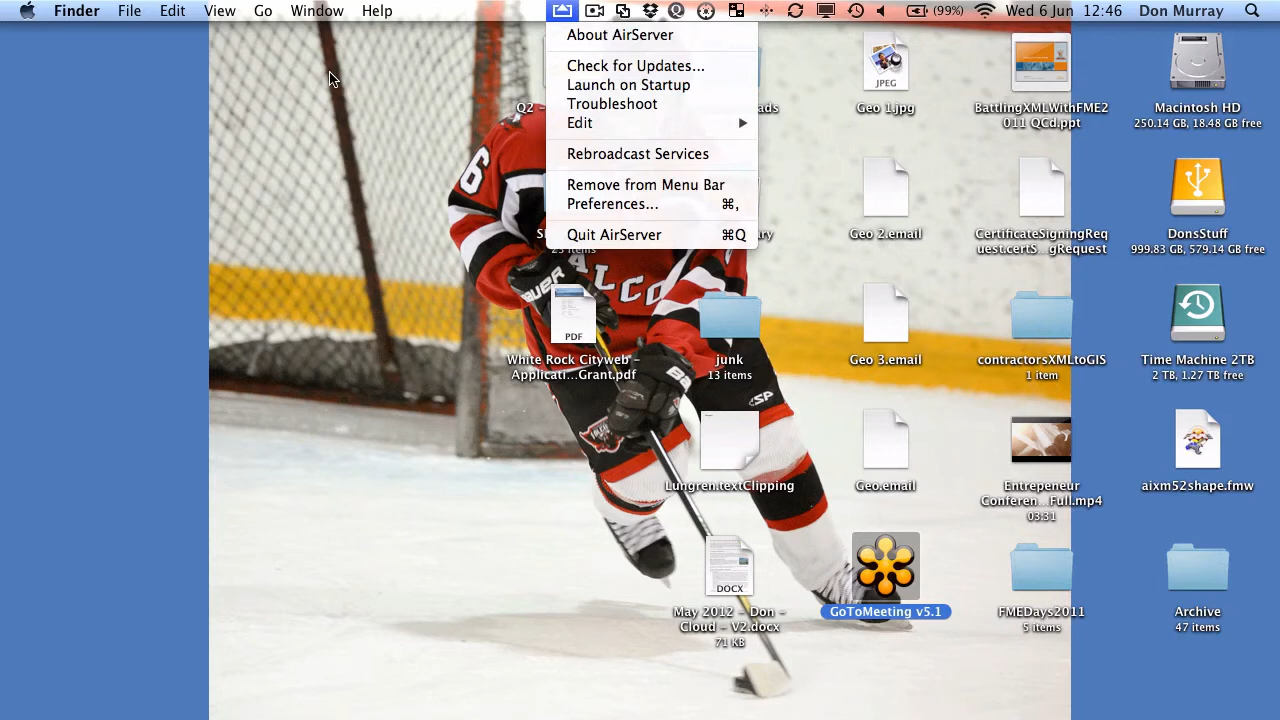 Finder File Edit View Go Window Help (99%) Wed 6 Jun 12:46 Don Murray
About AirServer
Check for Updates...
Launch on Startup
Troubleshoot
Edit
Rebroadcast Services
Remove from Menu Bar
Preferences... ⌘,
Quit AirServer ⌘Q
Q2 -
JPEG
Geo 1.jpg
BattlingXMLWithFME2
011 QCd.ppt
Macintosh HD
250.14 GB, 18.48 GB free
Geo 2.email
CertificateSigningReq
uest.certS...gRequest
DonsStuff
999.83 GB, 579.14 GB free
6
BAUER
PDF
White Rock Cityweb -
Applicati...Grant.pdf
junk
13 items
Geo 3.email
contractorsXMLtoGIS
1 item
Time Machine 2TB
2 TB, 1.27 TB free
Lungren.textClipping
Geo.email
Entrepeneur
Conferen...Full.mp4
03:31
aixm52shape.fmw
DOCX
May 2012 - Don -
Cloud - V2.docx
71 KB
GoToMeeting v5.1
FMEDays2011
5 items
Archive
47 items